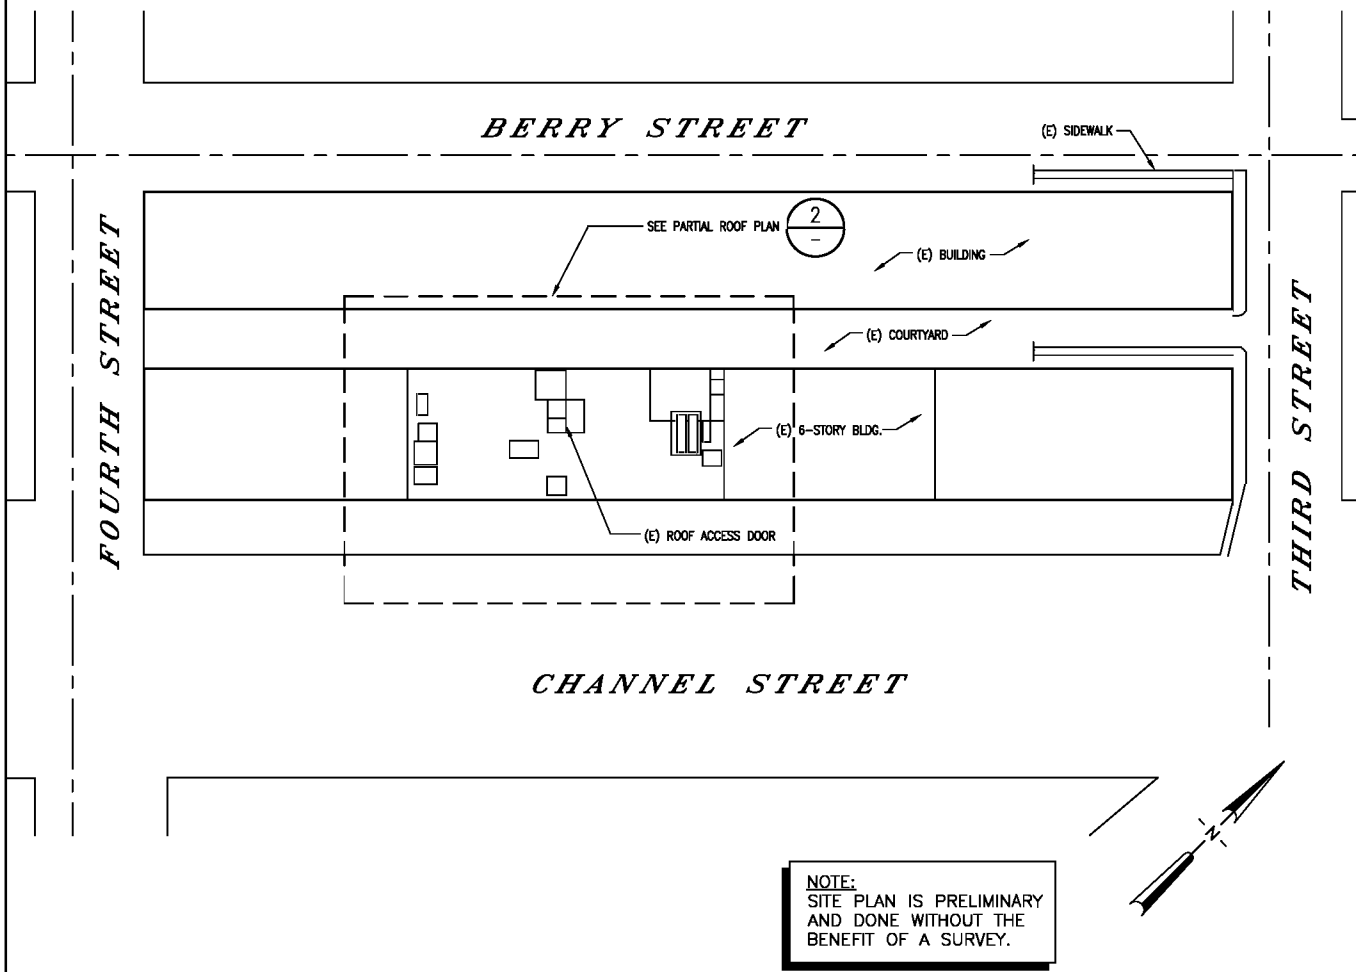 BERRY STREET
(E) SIDEWALK
SEE PARTIAL ROOF PLAN
2
–
(E) BUILDING
(E) COURTYARD
FOURTH STREET
THIRD STREET
(E) 6-STORY BLDG.
(E) ROOF ACCESS DOOR
CHANNEL STREET
N
NOTE:
SITE PLAN IS PRELIMINARY
AND DONE WITHOUT THE
BENEFIT OF A SURVEY.